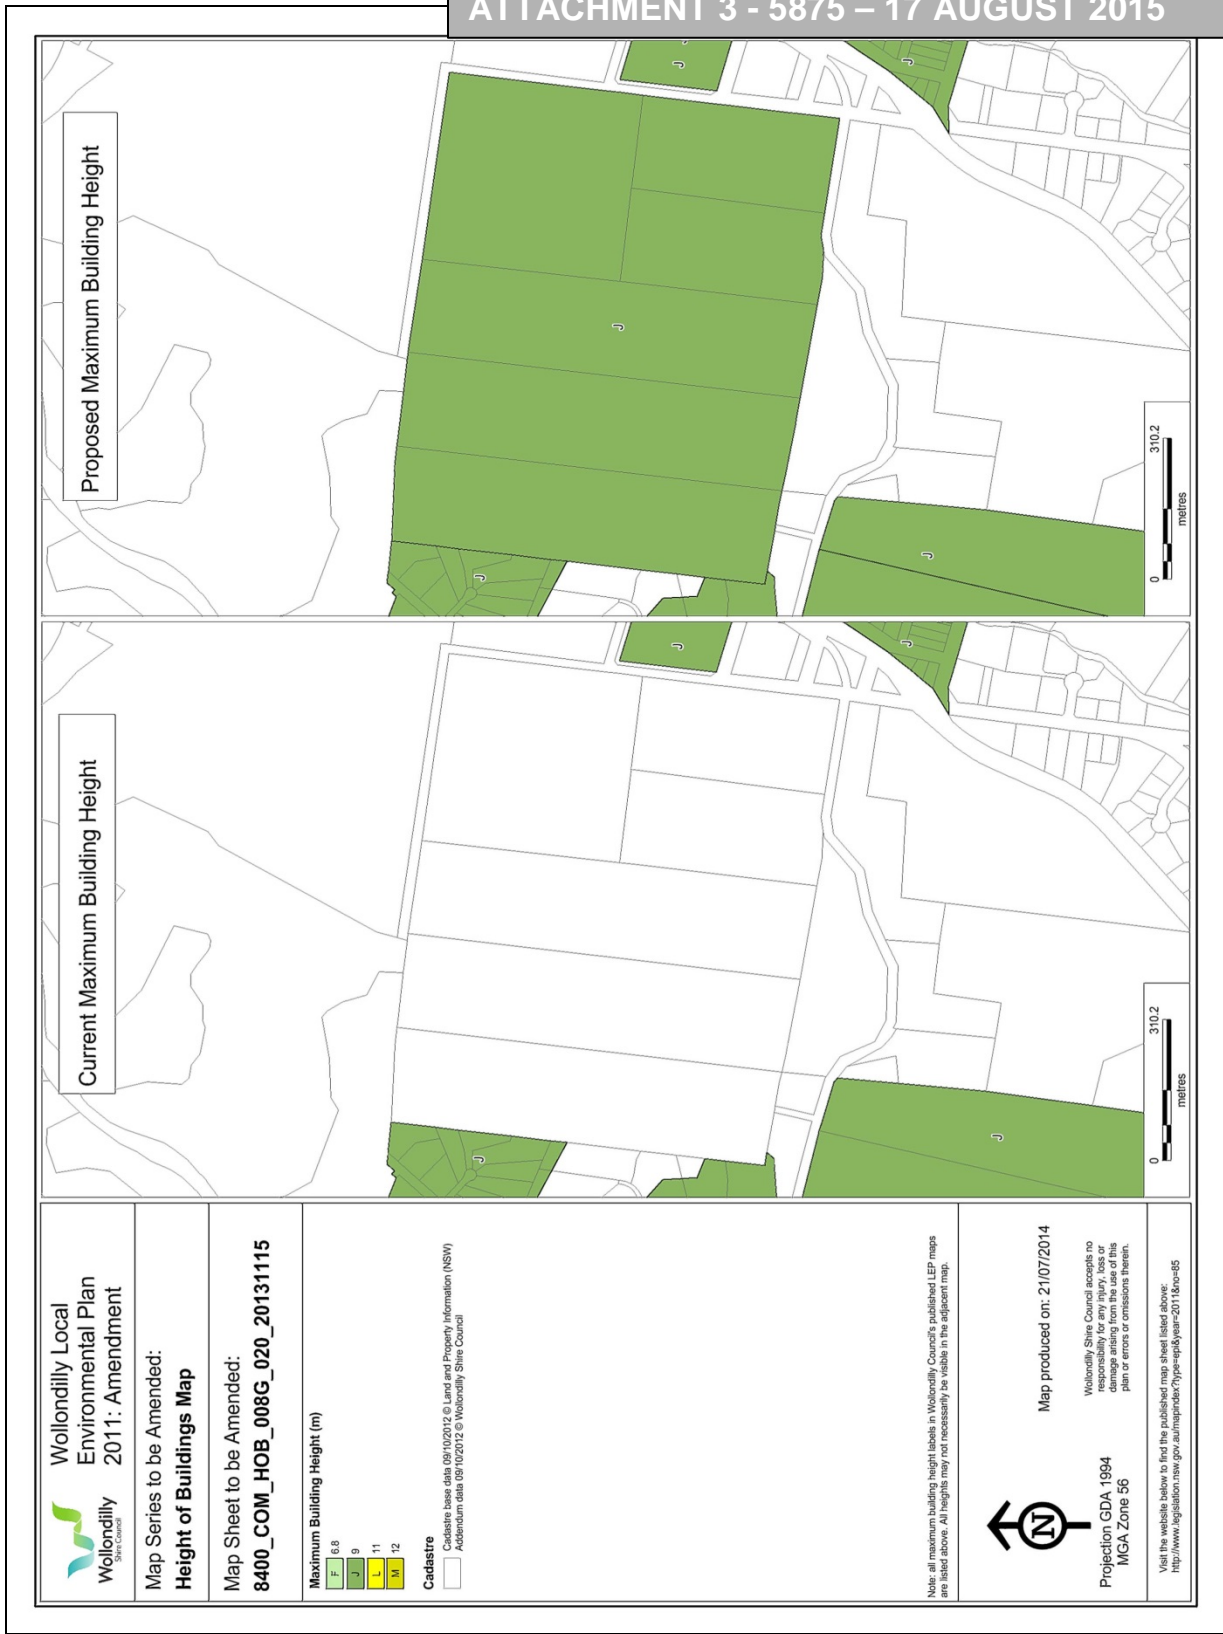 ATTACHMENT 3 - 5875 – 17 AUGUST 2015
Wollondilly
Shire Council
Wollondilly Local
Environmental Plan
2011: Amendment
Map Series to be Amended:
Height of Buildings Map
Map Sheet to be Amended:
8400_COM_HOB_008G_020_20131115
Maximum Building Height (m)
F 6.8
J 9
L 11
M 12
Cadastre
Cadastre base data 09/10/2012 © Land and Property Information (NSW)
Addendum data 09/10/2012 © Wollondilly Shire Council
Note: all maximum building height labels in Wollondilly Council's published LEP maps
are listed above. All heights may not necessarily be visible in the adjacent map.
N
Projection GDA 1994
MGA Zone 56
Map produced on: 21/07/2014
Wollondilly Shire Council accepts no
responsibility for any injury, loss or
damage arising from the use of this
plan or errors or omissions therein.
Visit the website below to find the published map sheet listed above:
http://www.legislation.nsw.gov.au/mapindex?type=epi&year=2011&no=85
Current Maximum Building Height
J
J
J
J
0 310.2
metres
Proposed Maximum Building Height
J
J
J
J
J
0 310.2
metres